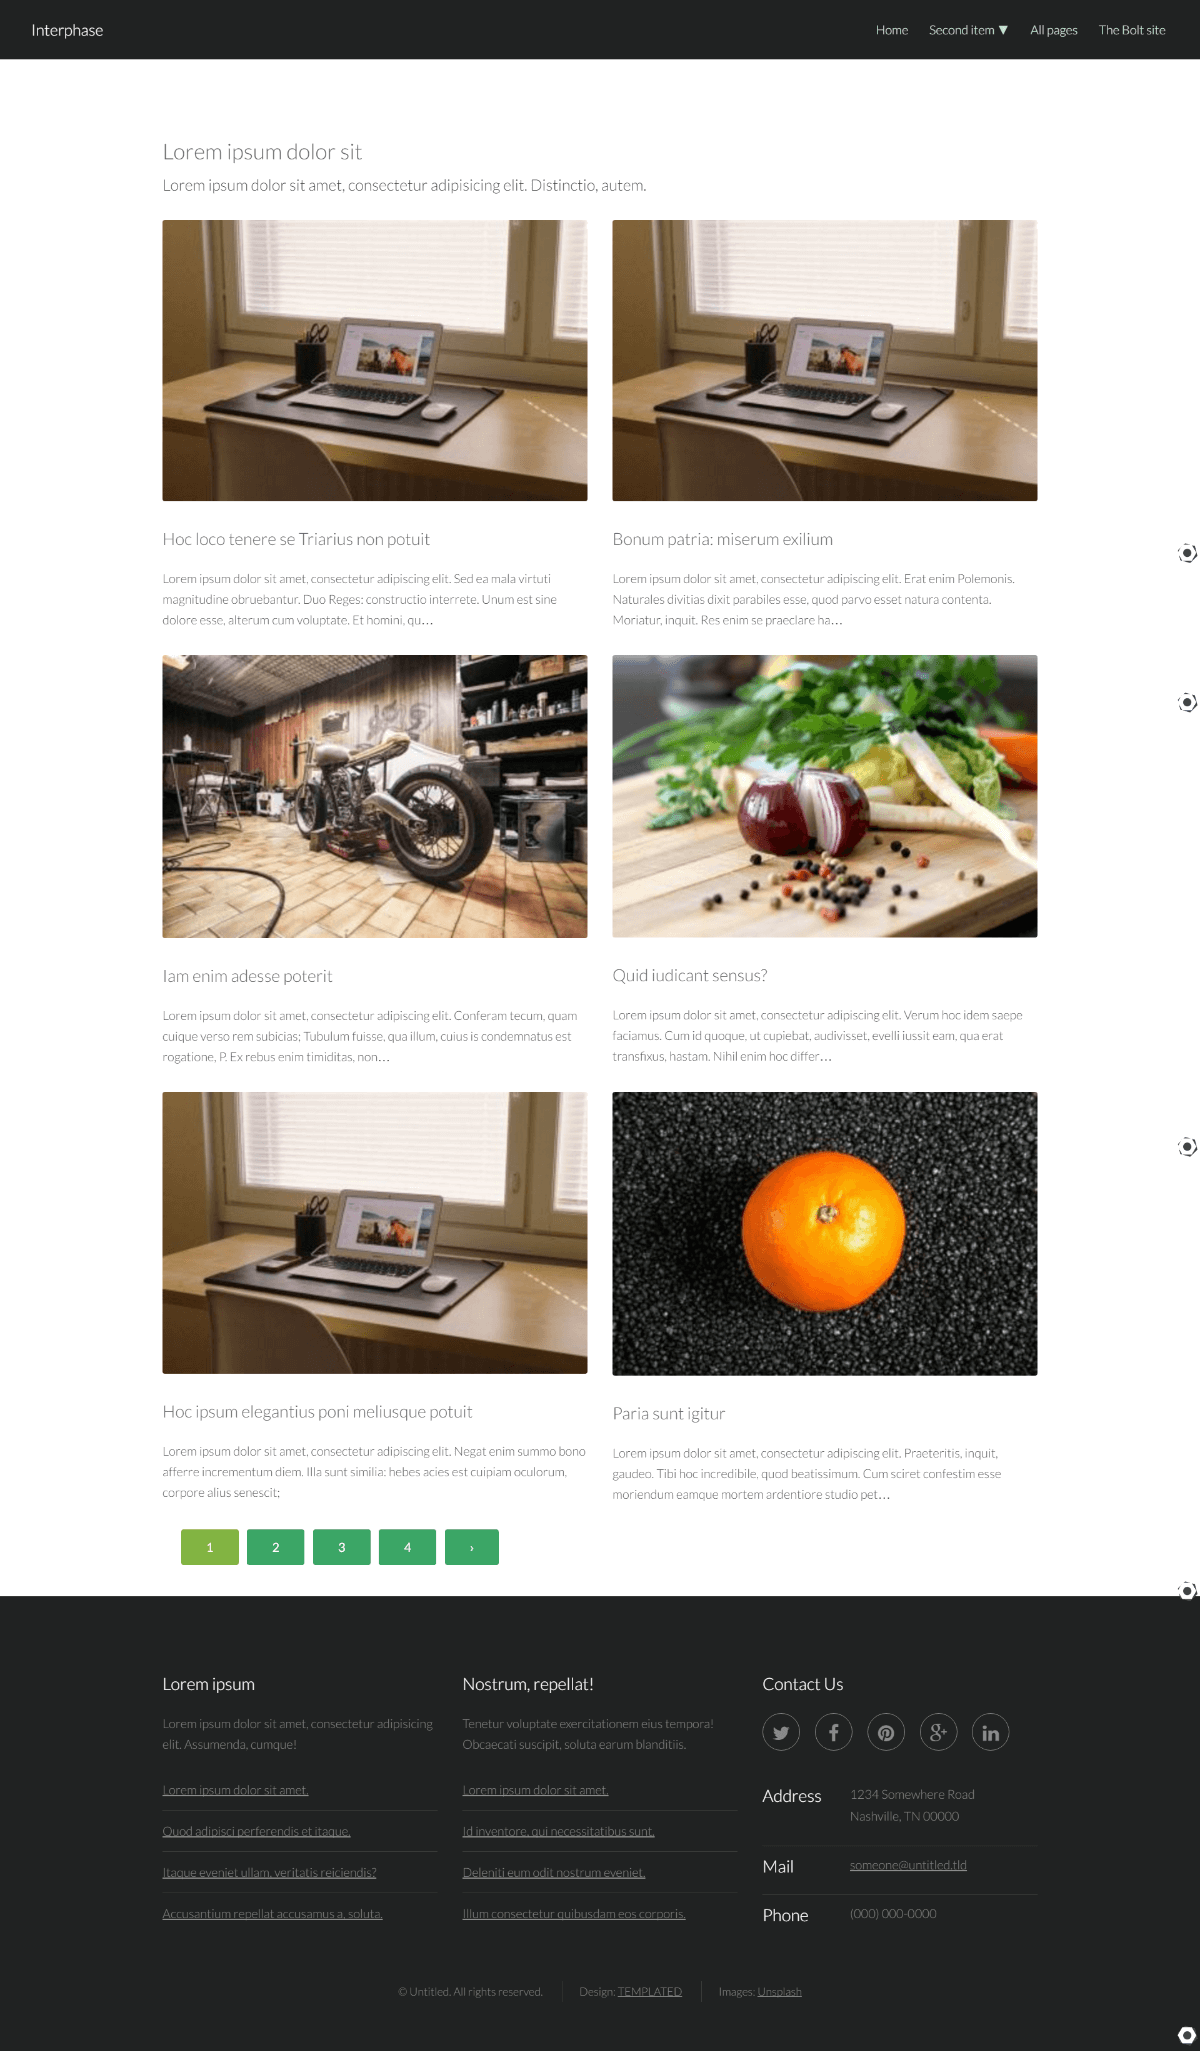 Interphase
Home Second item ▼ All pages The Bolt site
Lorem ipsum dolor sit
Lorem ipsum dolor sit amet, consectetur adipisicing elit. Distinctio, autem.
Hoc loco tenere se Triarius non potuit
Lorem ipsum dolor sit amet, consectetur adipiscing elit. Sed ea mala virtuti
magnitudine obruebantur. Duo Reges: constructio interrete. Unum est sine
dolore esse, alterum cum voluptate. Et homini, qu…
Bonum patria: miserum exilium
Lorem ipsum dolor sit amet, consectetur adipiscing elit. Erat enim Polemonis.
Naturales divitias dixit parabiles esse, quod parvo esset natura contenta.
Moriatur, inquit. Res enim se praeclare ha…
Iam enim adesse poterit
Lorem ipsum dolor sit amet, consectetur adipiscing elit. Conferam tecum, quam
cuique verso rem subicias; Tubulum fuisse, qua illum, cuius is condemnatus est
rogatione, P. Ex rebus enim timiditas, non…
Quid iudicant sensus?
Lorem ipsum dolor sit amet, consectetur adipiscing elit. Verum hoc idem saepe
faciamus. Cum id quoque, ut cupiebat, audivisset, evelli iussit eam, qua erat
transfixus, hastam. Nihil enim hoc differ…
Hoc ipsum elegantius poni meliusque potuit
Lorem ipsum dolor sit amet, consectetur adipiscing elit. Negat enim summo bono
afferre incrementum diem. Illa sunt similia: hebes acies est cuipiam oculorum,
corpore alius senescit;
Paria sunt igitur
Lorem ipsum dolor sit amet, consectetur adipiscing elit. Praeteritis, inquit,
gaudeo. Tibi hoc incredibile, quod beatissimum. Cum sciret confestim esse
moriendum eamque mortem ardentiore studio pet…
1 2 3 4 ›
Lorem ipsum
Lorem ipsum dolor sit amet, consectetur adipisicing
elit. Assumenda, cumque!
Lorem ipsum dolor sit amet.
Quod adipisci perferendis et itaque.
Itaque eveniet ullam, veritatis reiciendis?
Accusantium repellat accusamus a, soluta.
Nostrum, repellat!
Tenetur voluptate exercitationem eius tempora!
Obcaecati suscipit, soluta earum blanditiis.
Lorem ipsum dolor sit amet.
Id inventore, qui necessitatibus sunt.
Deleniti eum odit nostrum eveniet.
Illum consectetur quibusdam eos corporis.
Contact Us
Address 1234 Somewhere Road
Nashville, TN 00000
Mail someone@untitled.tld
Phone (000) 000-0000
© Untitled. All rights reserved. Design: TEMPLATED Images: Unsplash